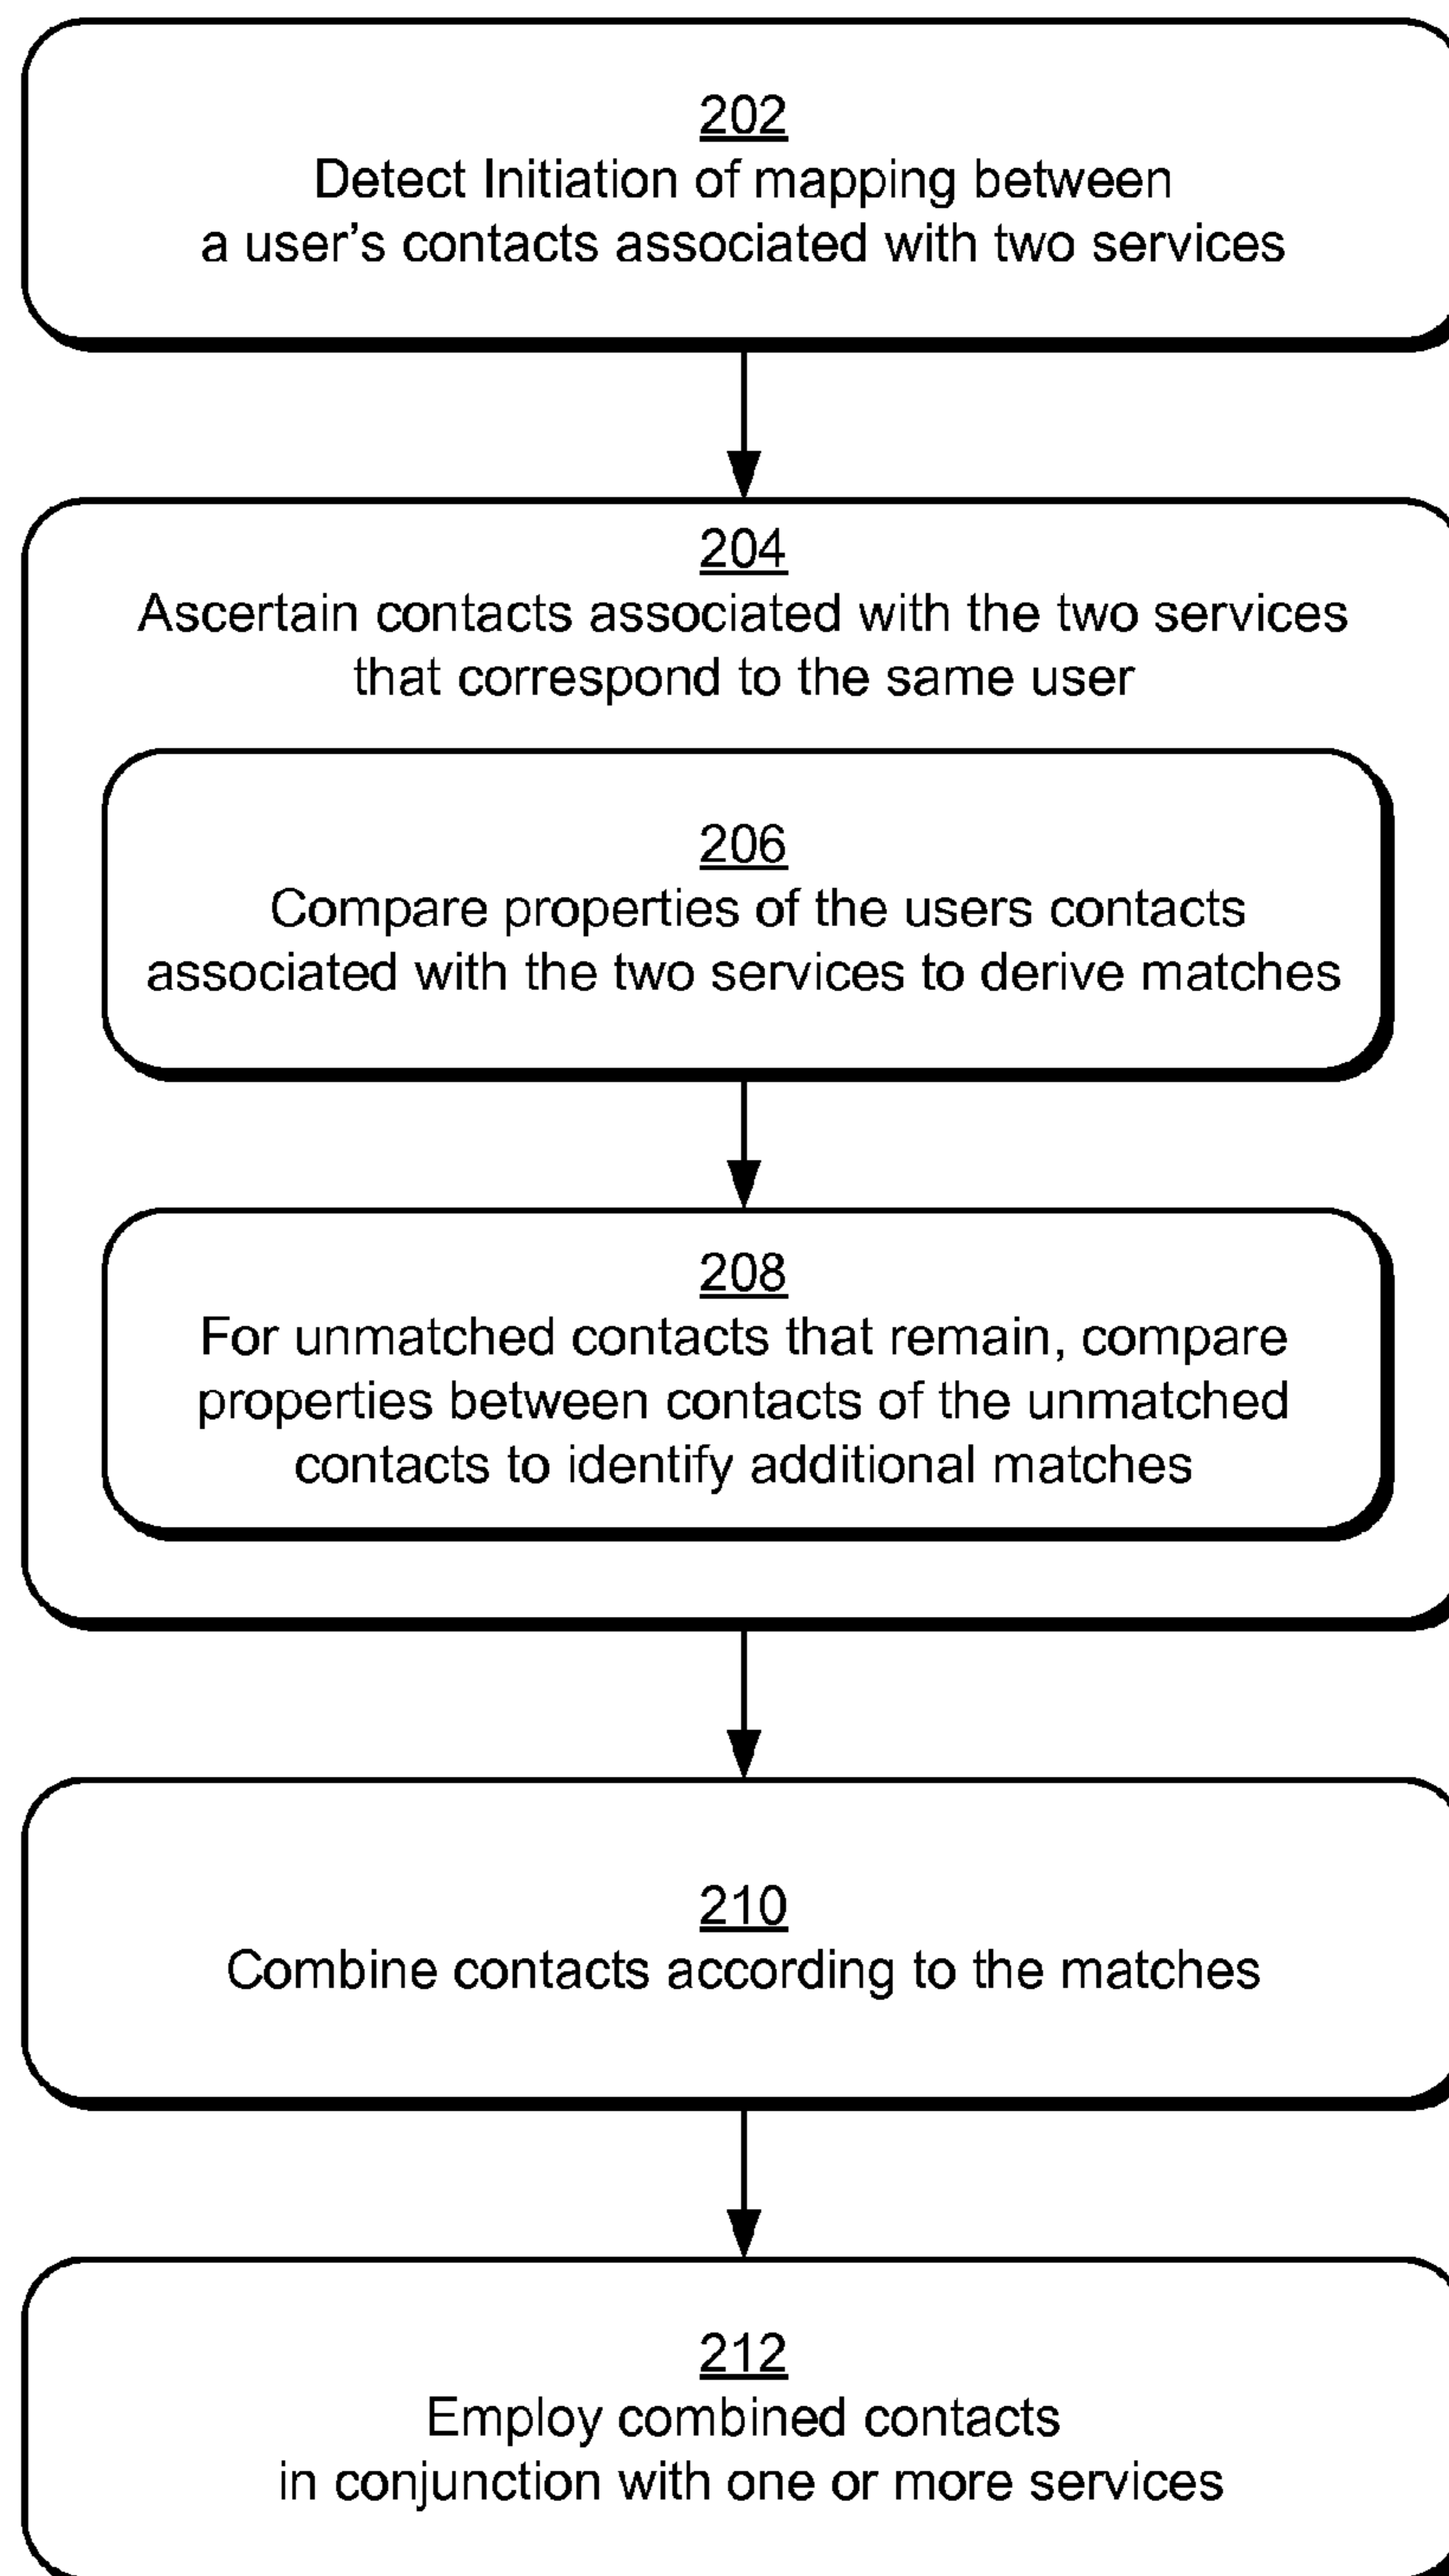 202
Detect Initiation of mapping between
a user’s contacts associated with two services
204
Ascertain contacts associated with the two services
that correspond to the same user
206
Compare properties of the users contacts
associated with the two services to derive matches
208
For unmatched contacts that remain, compare
properties between contacts of the unmatched
contacts to identify additional matches
210
Combine contacts according to the matches
212
Employ combined contacts
in conjunction with one or more services